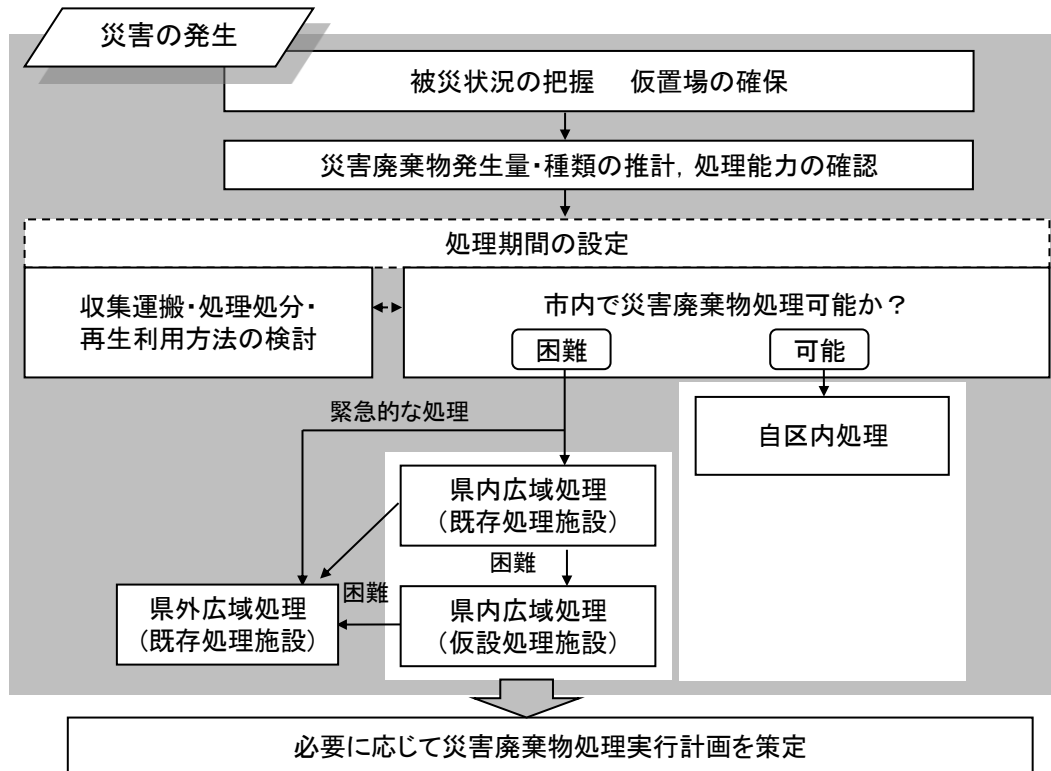 災害の発生
被災状況の把握　仮置場の確保
災害廃棄物発生量・種類の推計，処理能力の確認
処理期間の設定
収集運搬・処理・処分・
再生利用方法の検討
市内で災害廃棄物処理可能か？
困難
可能
緊急的な処理
自区内処理
県内広域処理
（既存処理施設）
困難
県外広域処理
（既存処理施設）
困難
県内広域処理
（仮設処理施設）
必要に応じて災害廃棄物処理実行計画を策定